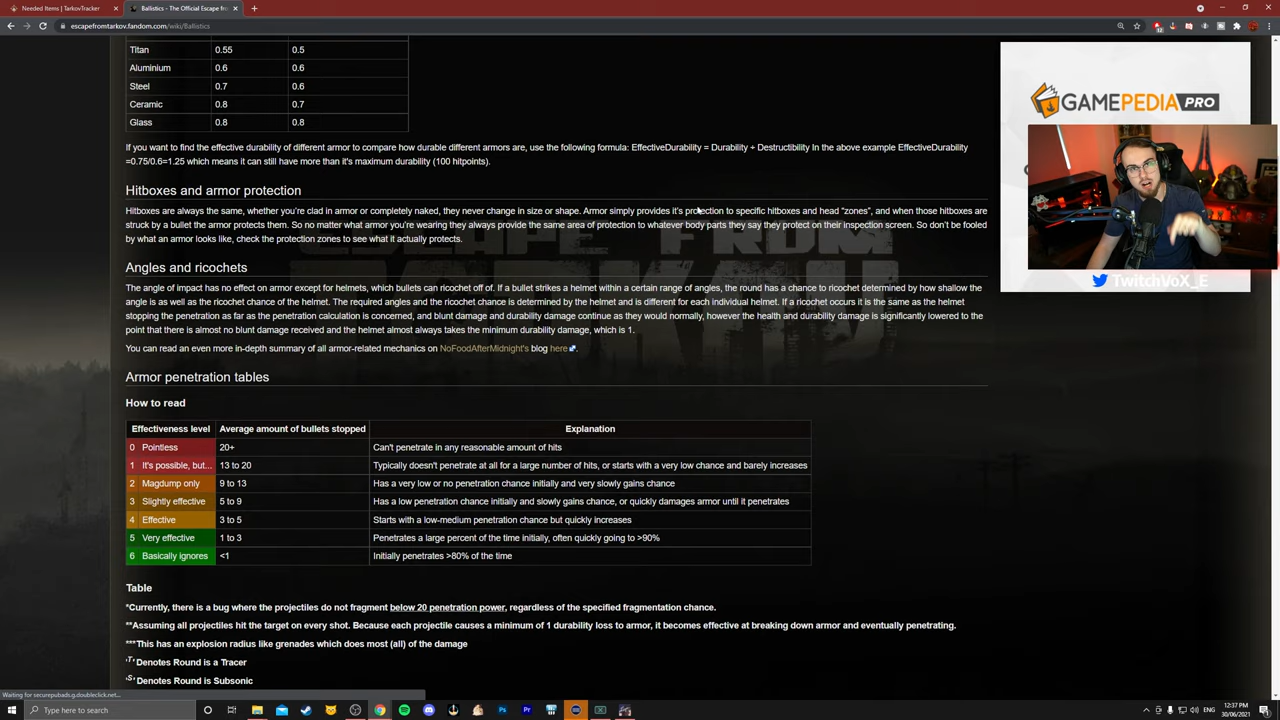 Needed Items | TarkovTracker
Ballistics - The Official Escape fro
escapefromtarkov.fandom.com/wiki/Ballistics
Titan 0.55 0.5
Aluminium 0.6 0.6
Steel 0.7 0.6
Ceramic 0.8 0.7
Glass 0.8 0.8
GAMEPEDIA PRO
If you want to find the effective durability of different armor to compare how durable different armors are, use the following formula: EffectiveDurability = Durability + Destructibility In the above example EffectiveDurability
=0.75/0.6=1.25 which means it can still have more than it's maximum durability (100 hitpoints).
Hitboxes and armor protection
Hitboxes are always the same, whether you're clad in armor or completely naked, they never change in size or shape. Armor simply provides it's protection to specific hitboxes and head "zones", and when those hitboxes are
struck by a bullet the armor protects them. So no matter what armor you're wearing they always provide the same area of protection to whatever body parts they say they protect on their inspection screen. So don't be fooled
by what an armor looks like, check the protection zones to see what it actually protects.
Angles and ricochets
TwitchVoX_E
The angle of impact has no effect on armor except for helmets, which bullets can ricochet off of. If a bullet strikes a helmet within a certain range of angles, the round has a chance to ricochet determined by how shallow the
angle is as well as the ricochet chance of the helmet. The required angles and the ricochet chance is determined by the helmet and is different for each individual helmet. If a ricochet occurs it is the same as the helmet
stopping the penetration as far as the penetration calculation is concerned, and blunt damage and durability damage continue as they would normally, however the health and durability damage is significantly lowered to the
point that there is almost no blunt damage received and the helmet almost always takes the minimum durability damage, which is 1.
You can read an even more in-depth summary of all armor-related mechanics on NoFoodAfterMidnight's blog here.
Armor penetration tables
How to read
Effectiveness level Average amount of bullets stopped Explanation
0 Pointless 20+ Can't penetrate in any reasonable amount of hits
1 It's possible, but... 13 to 20 Typically doesn't penetrate at all for a large number of hits, or starts with a very low chance and barely increases
2 Magdump only 9 to 13 Has a very low or no penetration chance initially and very slowly gains chance
3 Slightly effective 5 to 9 Has a low penetration chance initially and slowly gains chance, or quickly damages armor until it penetrates
4 Effective 3 to 5 Starts with a low-medium penetration chance but quickly increases
5 Very effective 1 to 3 Penetrates a large percent of the time initially, often quickly going to >90%
6 Basically ignores <1 Initially penetrates >80% of the time
Table
*Currently, there is a bug where the projectiles do not fragment below 20 penetration power, regardless of the specified fragmentation chance.
**Assuming all projectiles hit the target on every shot. Because each projectile causes a minimum of 1 durability loss to armor, it becomes effective at breaking down armor and eventually penetrating.
***This has an explosion radius like grenades which does most (all) of the damage
'T' Denotes Round is a Tracer
'S' Denotes Round is Subsonic
Waiting for securepubads.g.doubleclick.net...
Type here to search
ENG
12:37 PM
30/06/2021